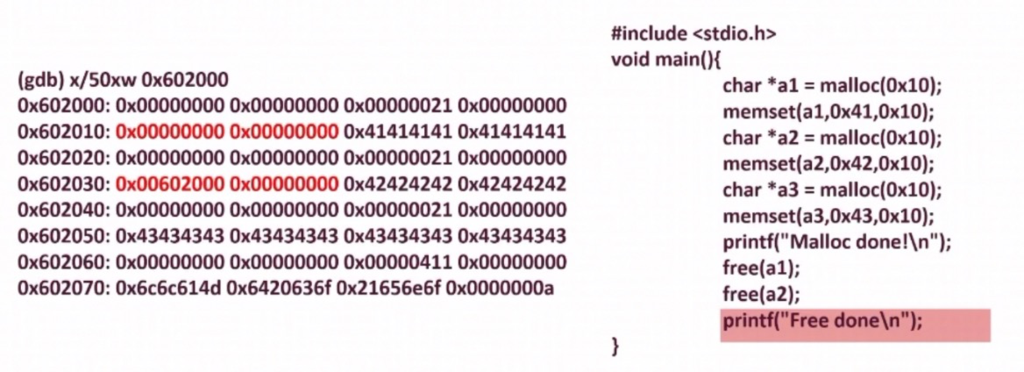 (gdb) x/50xw 0x602000
0x602000: 0x00000000 0x00000000 0x00000021 0x00000000
0x602010: 0x00000000 0x00000000 0x41414141 0x41414141
0x602020: 0x00000000 0x00000000 0x00000021 0x00000000
0x602030: 0x00602000 0x00000000 0x42424242 0x42424242
0x602040: 0x00000000 0x00000000 0x00000021 0x00000000
0x602050: 0x43434343 0x43434343 0x43434343 0x43434343
0x602060: 0x00000000 0x00000000 0x00000411 0x00000000
0x602070: 0x6c6c614d 0x6420636f 0x21656e6f 0x0000000a
#include <stdio.h>
void main(){
char *a1 = malloc(0x10);
memset(a1,0x41,0x10);
char *a2 = malloc(0x10);
memset(a2,0x42,0x10);
char *a3 = malloc(0x10);
memset(a3,0x43,0x10);
printf("Malloc done!\n");
free(a1);
free(a2);
printf("Free done\n");
}